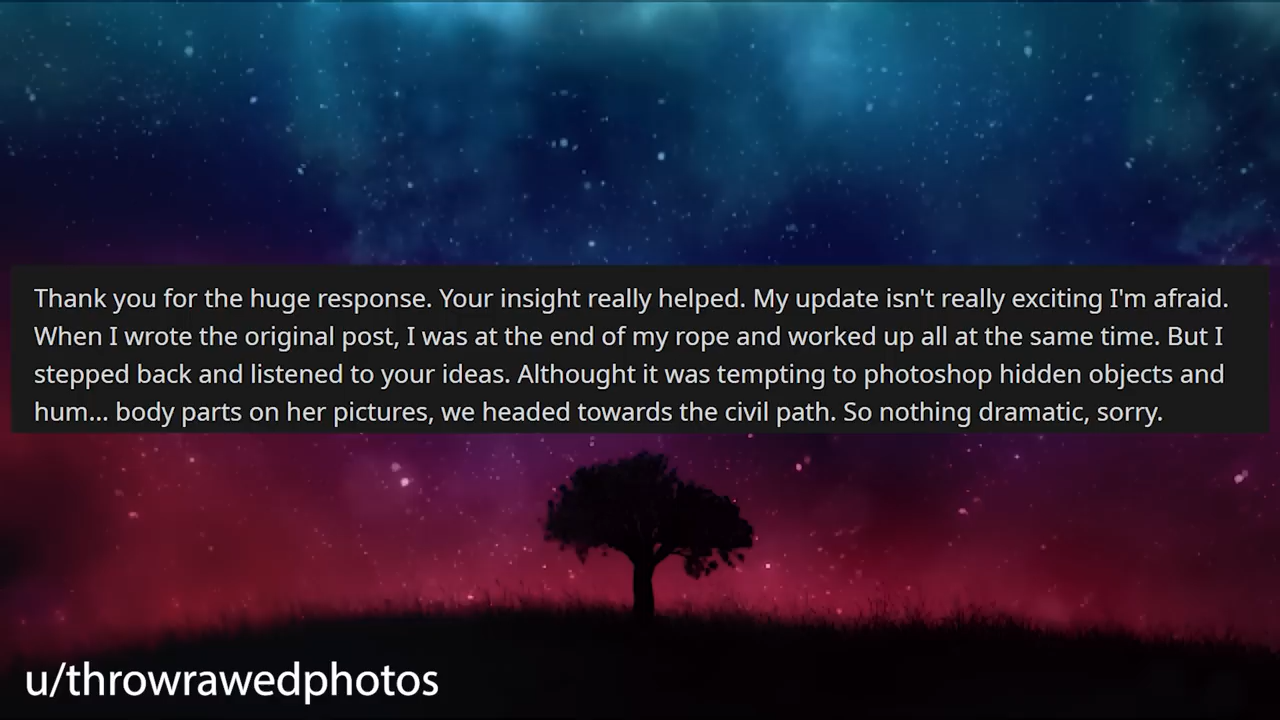 Thank you for the huge response. Your insight really helped. My update isn't really exciting I'm afraid.
When I wrote the original post, I was at the end of my rope and worked up all at the same time. But I
stepped back and listened to your ideas. Althought it was tempting to photoshop hidden objects and
hum... body parts on her pictures, we headed towards the civil path. So nothing dramatic, sorry.
u/throwrawedphotos